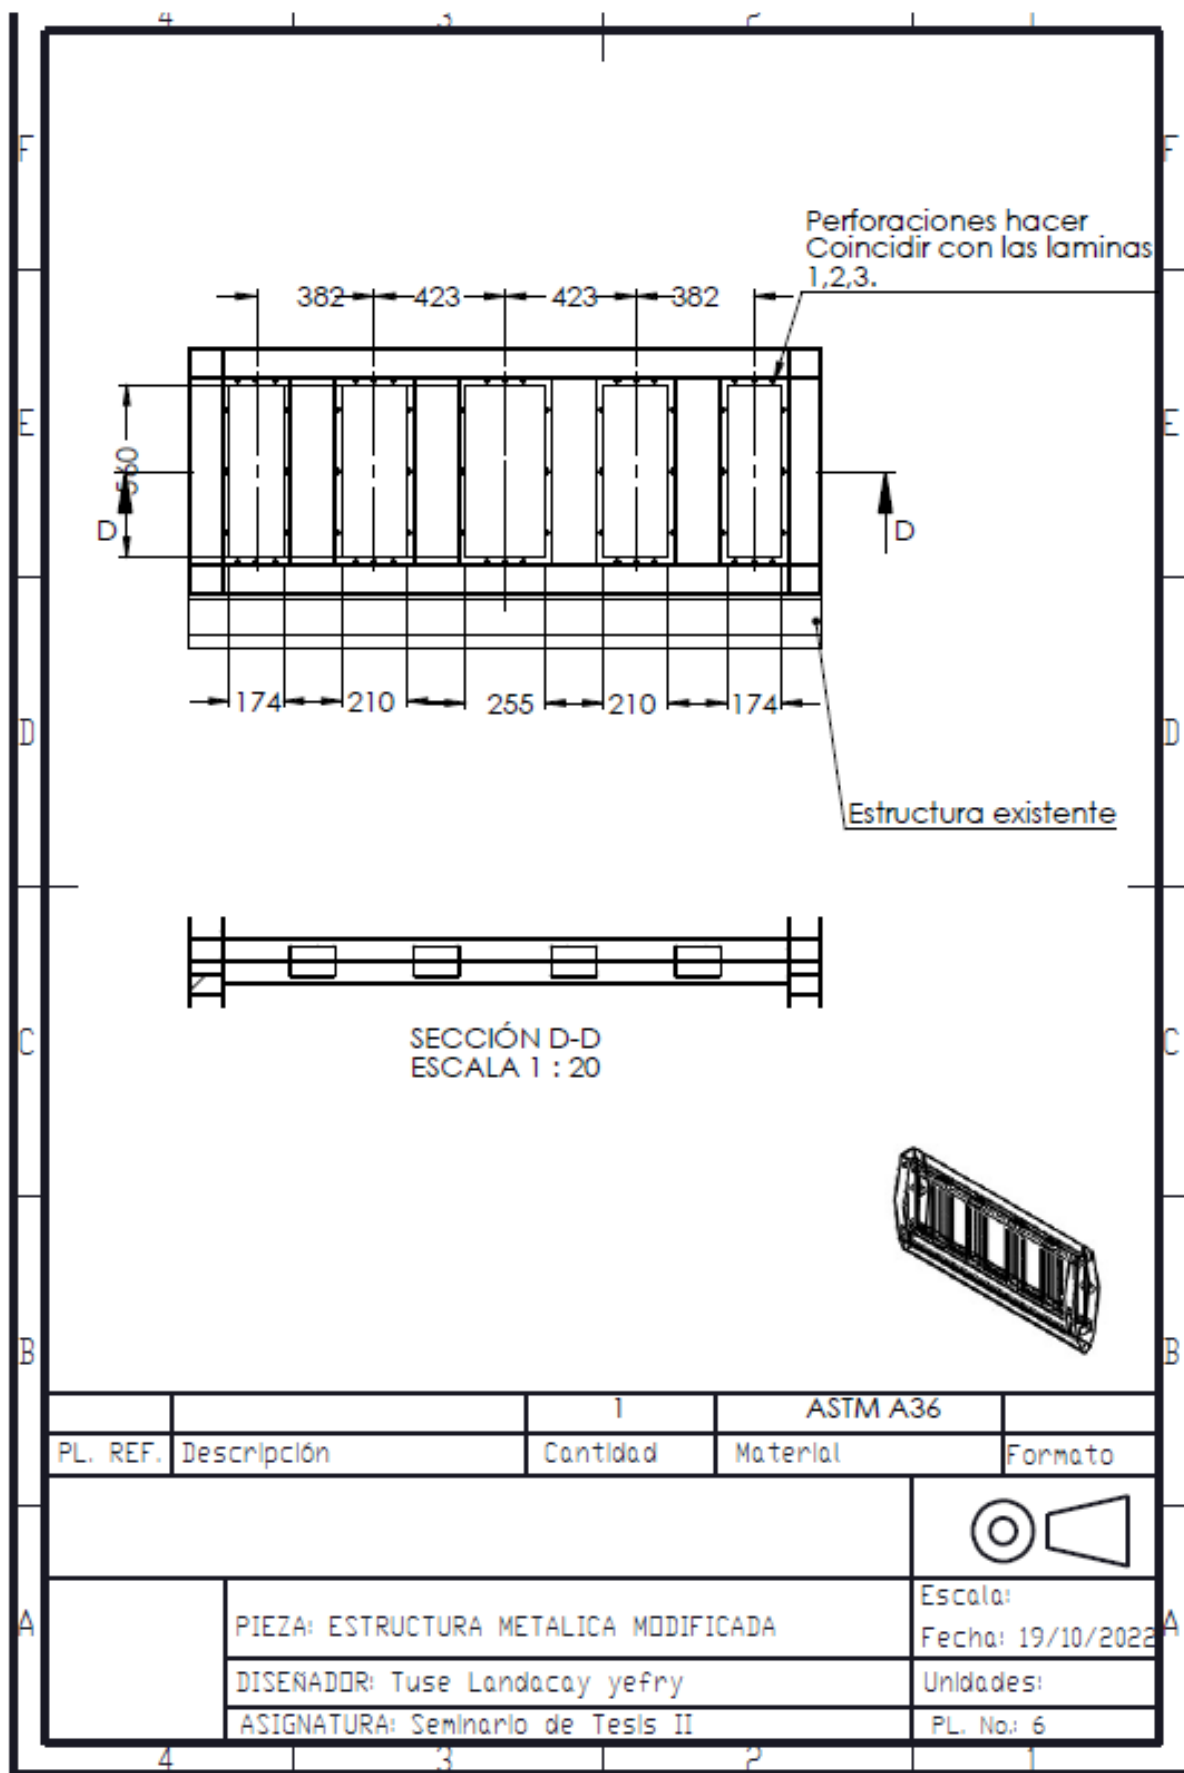 4 3 2 1
F F
Perforaciones hacer
Coincidir con las laminas
1,2,3.
382 423 423 382
E E
560
D D
174 210 255 210 174
D D
Estructura existente
C C
SECCIÓN D-D
ESCALA 1 : 20
B B
1 ASTM A36
PL. REF. Descripción Cantidad Material Formato
Escala:
A PIEZA: ESTRUCTURA METALICA MODIFICADA A
Fecha: 19/10/2022
DISEÑADOR: Tuse Landacay yefry Unidades:
ASIGNATURA: Seminario de Tesis II PL. No.: 6
4 3 2 1